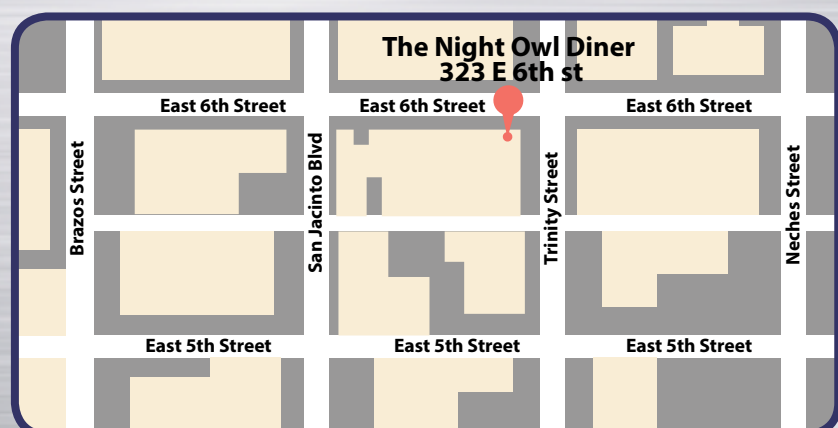 The Night Owl Diner
323 E 6th st
East 6th Street
East 6th Street
East 6th Street
Brazos Street
San Jacinto Blvd
Trinity Street
Neches Street
East 5th Street
East 5th Street
East 5th Street